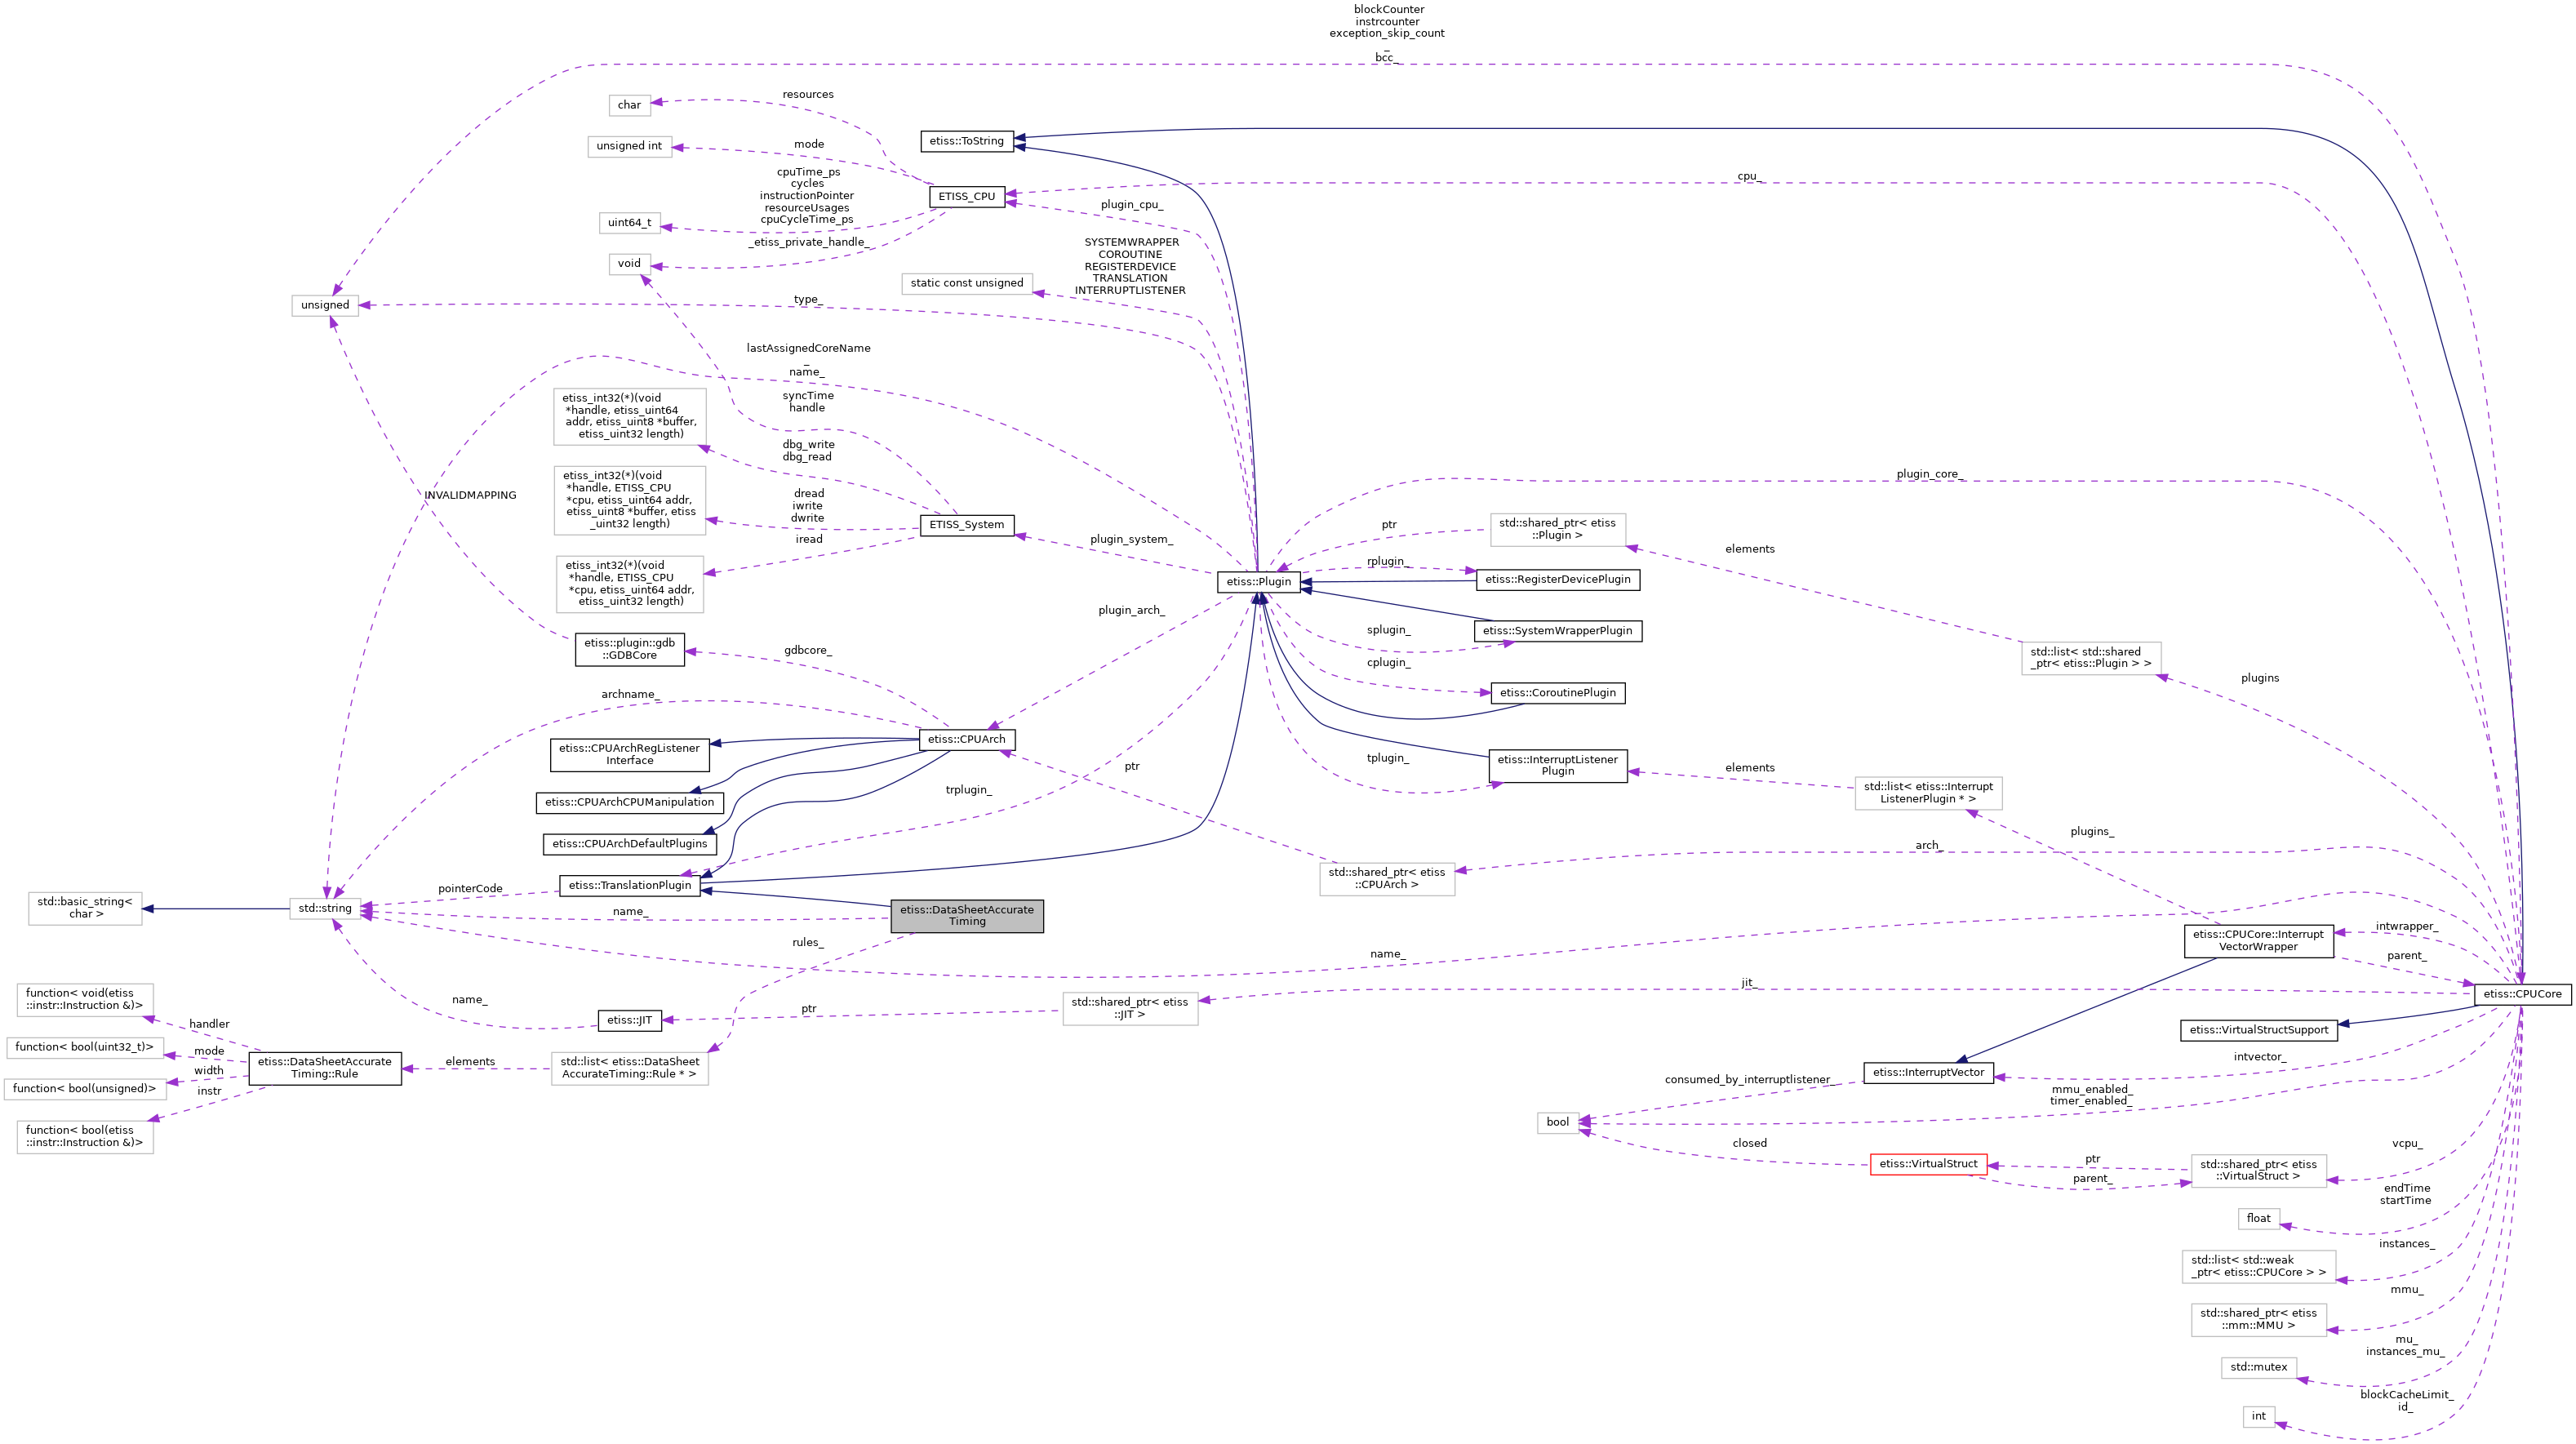 blockCounter
instrcounter
exception_skip_count
_
bcc_
char
resources
etiss::ToString
unsigned int
mode
cpuTime_ps
cycles
instructionPointer
resourceUsages
cpuCycleTime_ps
ETISS_CPU
cpu_
plugin_cpu_
uint64_t
_etiss_private_handle_
void
SYSTEMWRAPPER
COROUTINE
REGISTERDEVICE
TRANSLATION
INTERRUPTLISTENER
static const unsigned
unsigned
type_
lastAssignedCoreName
_
name_
syncTime
handle
etiss_int32(*)(void
*handle, etiss_uint64
addr, etiss_uint8 *buffer,
etiss_uint32 length)
dbg_write
dbg_read
etiss_int32(*)(void
*handle, ETISS_CPU
*cpu, etiss_uint64 addr,
etiss_uint8 *buffer, etiss
_uint32 length)
dread
iwrite
dwrite
INVALIDMAPPING
ETISS_System
iread
etiss_int32(*)(void
*handle, ETISS_CPU
*cpu, etiss_uint64 addr,
etiss_uint32 length)
plugin_system_
etiss::Plugin
plugin_core_
ptr
std::shared_ptr< etiss
::Plugin >
elements
rplugin_
etiss::RegisterDevicePlugin
splugin_
etiss::SystemWrapperPlugin
cplugin_
etiss::CoroutinePlugin
std::list< std::shared
_ptr< etiss::Plugin > >
plugins
plugin_arch_
etiss::plugin::gdb
::GDBCore
gdbcore_
archname_
etiss::CPUArch
etiss::CPUArchRegListener
Interface
etiss::CPUArchCPUManipulation
etiss::CPUArchDefaultPlugins
ptr
trplugin_
tplugin_
etiss::InterruptListener
Plugin
elements
std::list< etiss::Interrupt
ListenerPlugin * >
plugins_
arch_
std::shared_ptr< etiss
::CPUArch >
etiss::TranslationPlugin
pointerCode
std::basic_string<
char >
std::string
name_
etiss::DataSheetAccurate
Timing
rules_
name_
etiss::CPUCore::Interrupt
VectorWrapper
intwrapper_
parent_
etiss::CPUCore
function< void(etiss
::instr::Instruction &)>
handler
function< bool(uint32_t)>
mode
function< bool(unsigned)>
width
instr
function< bool(etiss
::instr::Instruction &)>
etiss::DataSheetAccurate
Timing::Rule
elements
std::list< etiss::DataSheet
AccurateTiming::Rule * >
name_
etiss::JIT
ptr
std::shared_ptr< etiss
::JIT >
jit_
etiss::VirtualStructSupport
etiss::InterruptVector
intvector_
consumed_by_interruptlistener_
mmu_enabled_
timer_enabled_
bool
closed
etiss::VirtualStruct
ptr
parent_
std::shared_ptr< etiss
::VirtualStruct >
vcpu_
endTime
startTime
float
instances_
std::list< std::weak
_ptr< etiss::CPUCore > >
mmu_
std::shared_ptr< etiss
::mm::MMU >
mu_
instances_mu_
std::mutex
blockCacheLimit_
id_
int